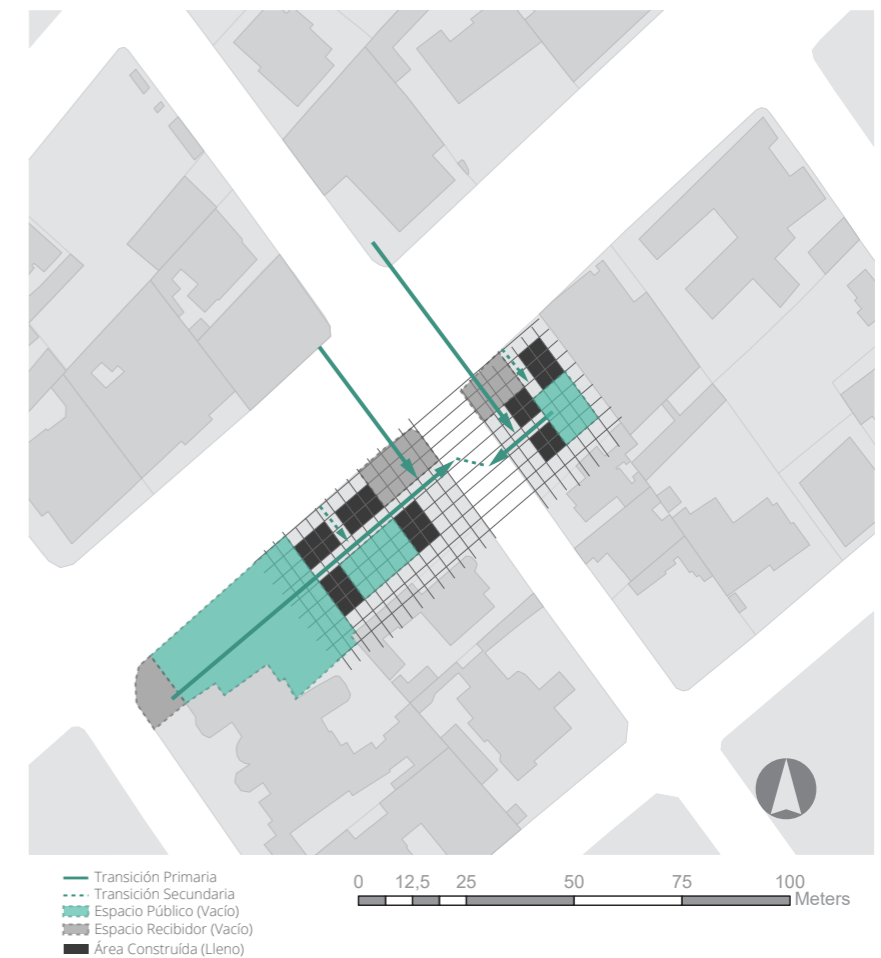 Transición Primaria
Transición Secundaria
Espacio Público (Vacío)
Espacio Recibidor (Vacío)
Área Construída (Lleno)
0 12,5 25 50 75 100
Meters